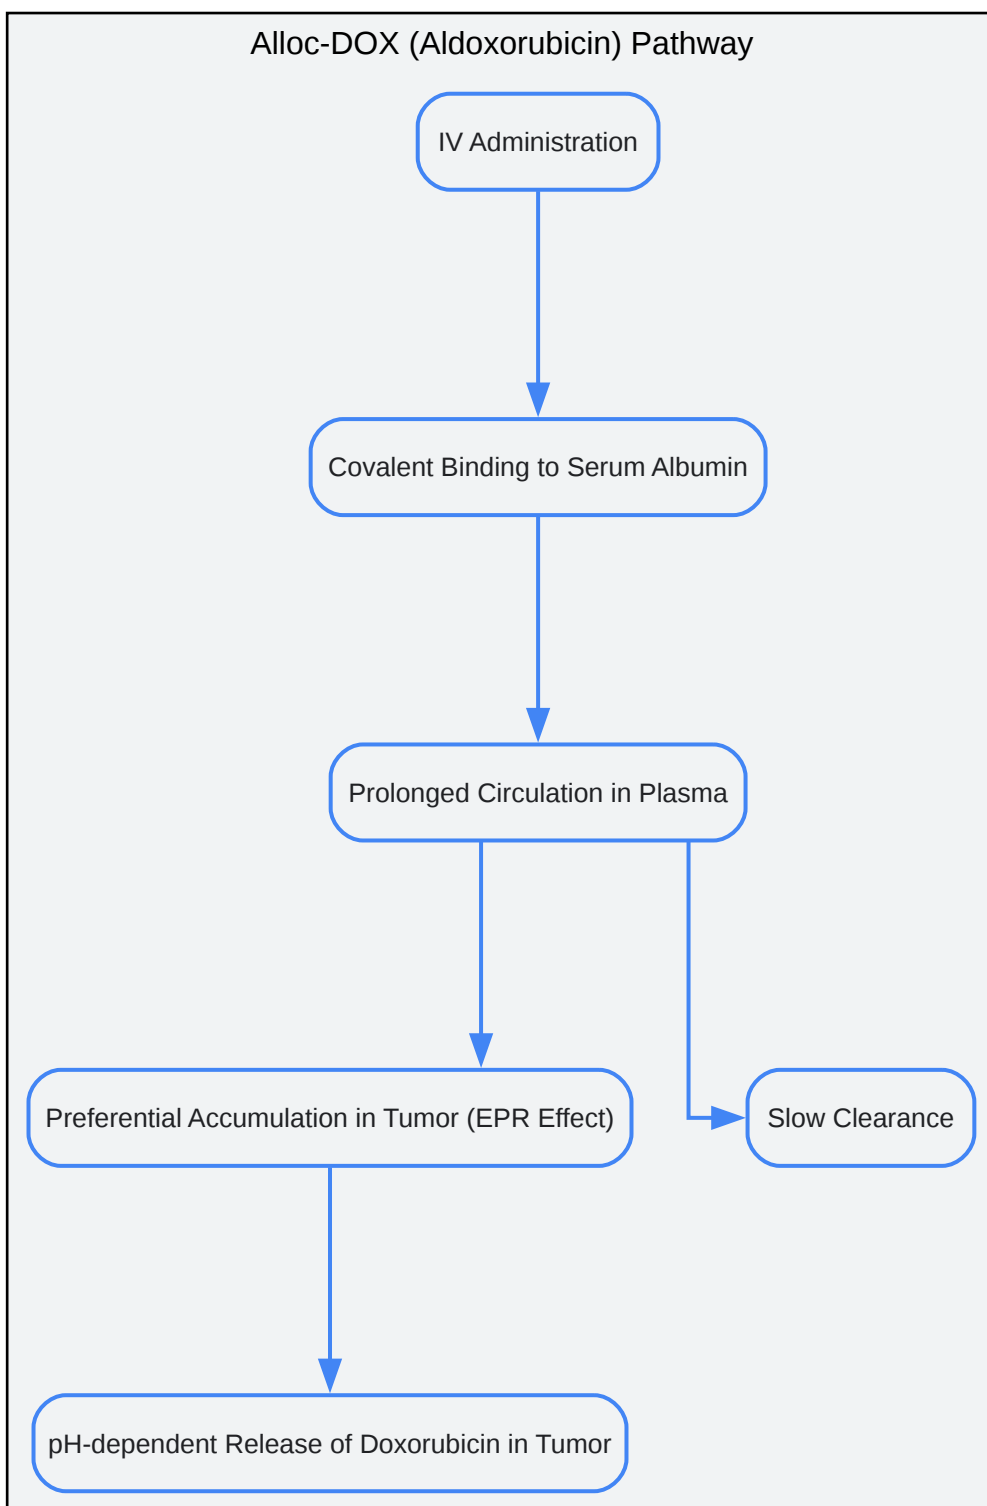 Alloc-DOX (Aldoxorubicin) Pathway
IV Administration
Covalent Binding to Serum Albumin
Prolonged Circulation in Plasma
Preferential Accumulation in Tumor (EPR Effect)
Slow Clearance
pH-dependent Release of Doxorubicin in Tumor